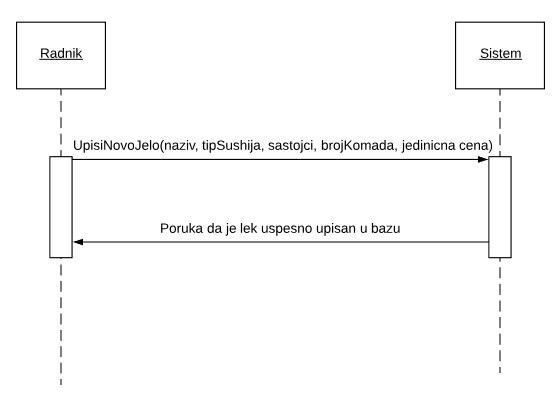 Radnik
Sistem
UpisiNovoJelo(naziv, tipSushija, sastojci, brojKomada, jedinicna cena)
Poruka da je lek uspesno upisan u bazu